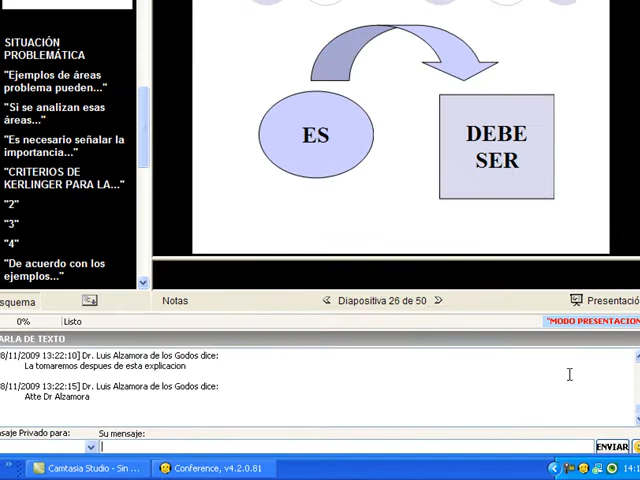 SITUACIÓN
PROBLEMÁTICA
"Ejemplos de áreas
problema pueden..."
"Si se analizan esas
áreas..."
"Es necesario señalar la
importancia..."
"CRITERIOS DE
KERLINGER PARA LA..."
"2"
"3"
"4"
"De acuerdo con los
ejemplos..."
ES
DEBE
SER
squema
Notas
Diapositiva 26 de 50
Presentació
0%
Listo
"MODO PRESENTACION
ARLA DE TEXTO
8/11/2009 13:22:10] Dr. Luis Alzamora de los Godos dice:
La tomaremos despues de esta explicacion
8/11/2009 13:22:15] Dr. Luis Alzamora de los Godos dice:
Atte Dr Alzamora
saje Privado para:
Su mensaje:
ENVIAR
Camtasia Studio - Sin ...
Conference, v4.2.0.81
14:1